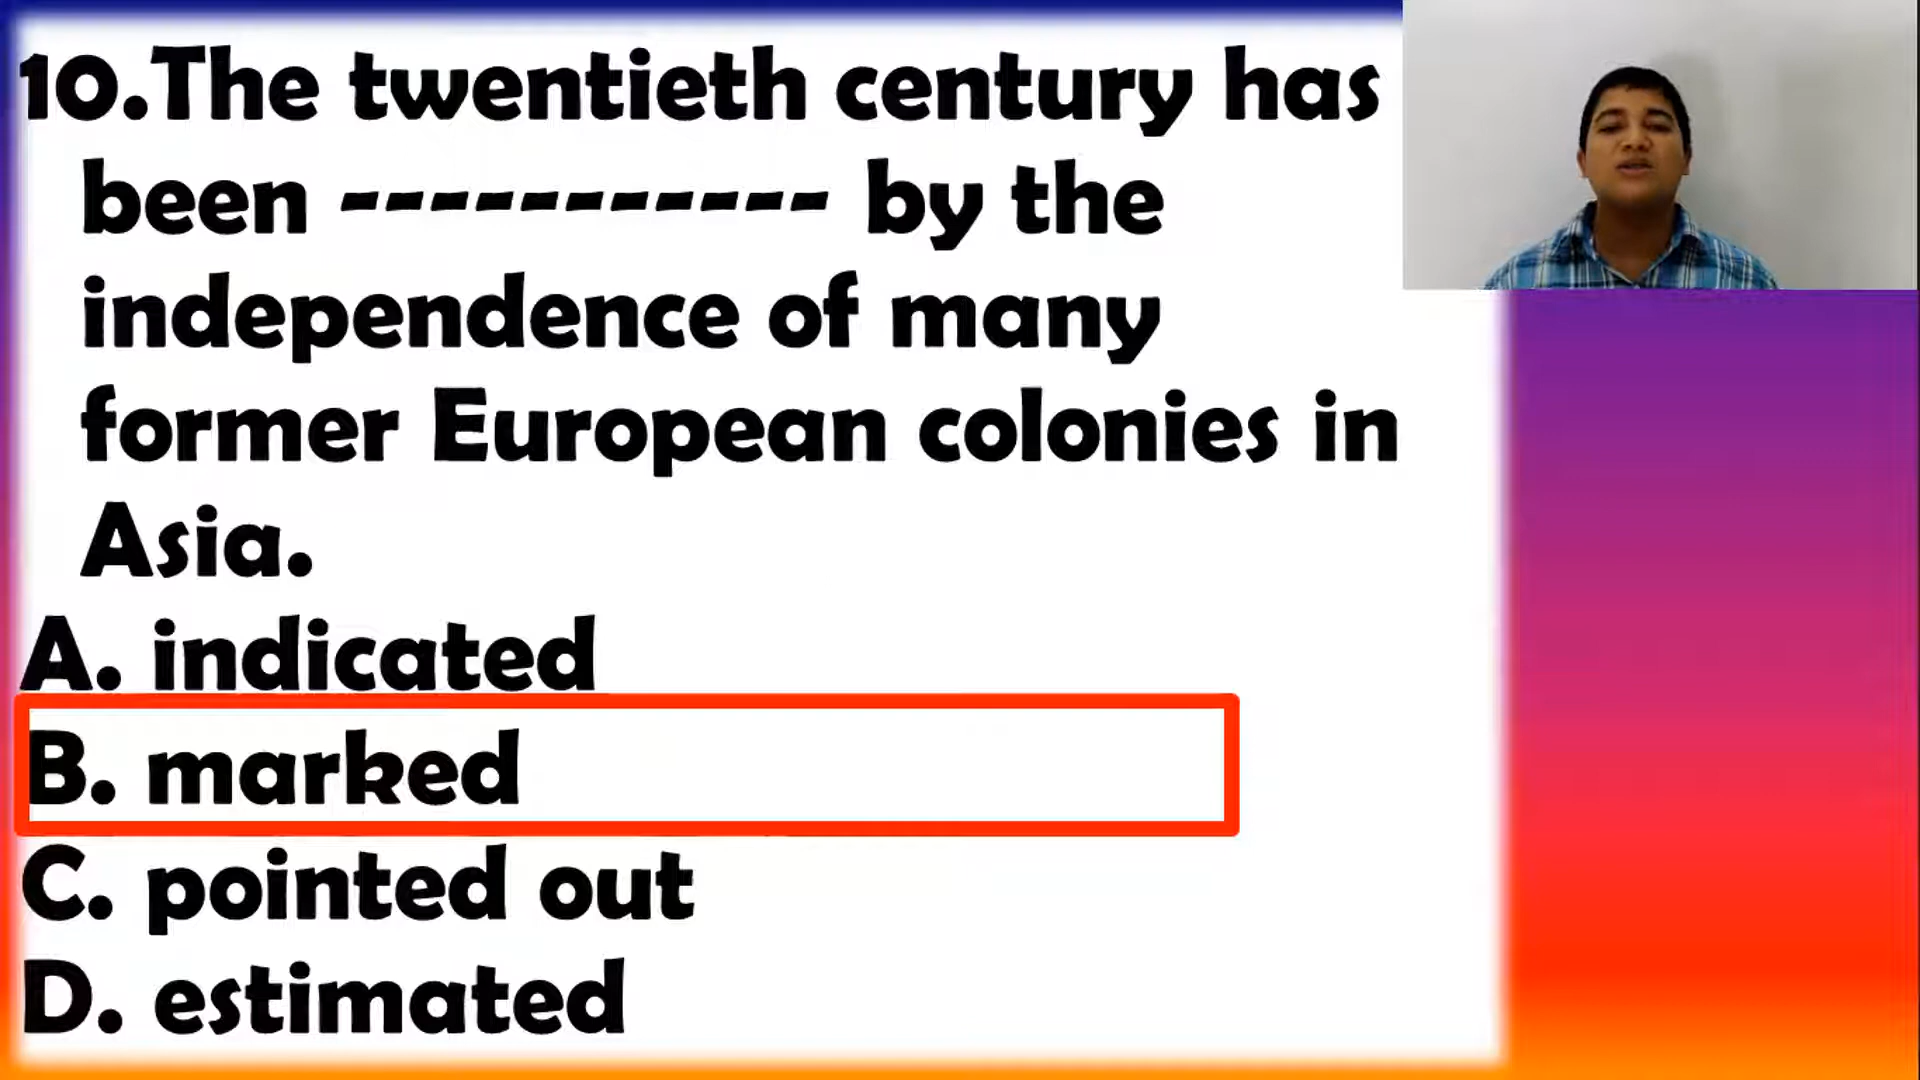 10.The twentieth century has
been ----------- by the
independence of many
former European colonies in
Asia.
A. indicated
B. marked
C. pointed out
D. estimated